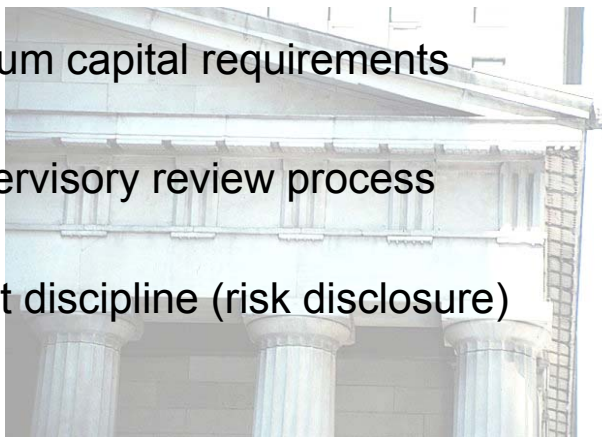 um capital requirements
ervisory review process
t discipline (risk disclosure)